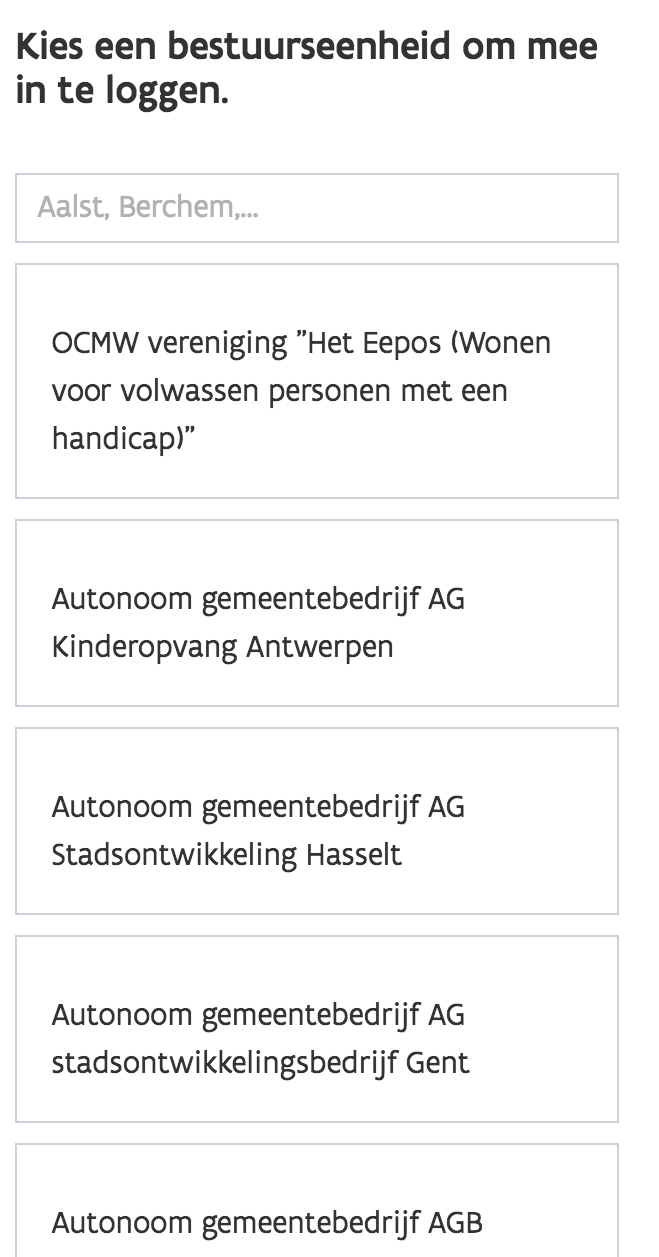 Kies een bestuurseenheid om mee
in te loggen.
Aalst, Berchem,...
OCMW vereniging ”Het Eepos (Wonen
voor volwassen personen met een
handicap)”
Autonoom gemeentebedrijf AG
Kinderopvang Antwerpen
Autonoom gemeentebedrijf AG
Stadsontwikkeling Hasselt
Autonoom gemeentebedrijf AG
stadsontwikkelingsbedrijf Gent
Autonoom gemeentebedrijf AGB